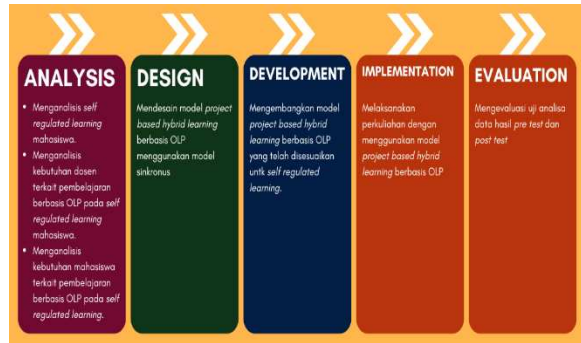 ANALYSIS
• Menganalisis self
regulated learning
mahasiswa.
• Menganalisis
kebutuhan dosen
terkait pembelajaran
berbasis OLP pada self
regulated learning
mahasiswa.
• Menganalisis
kebutuhan mahasiswa
terkait pembelajaran
berbasis OLP pada self
regulated learning.
DESIGN
Mendesain model project
based hybrid learning
berbasis OLP
menggunakan model
sinkronus
DEVELOPMENT
Mengembangkan model
project based hybrid
learning berbasis OLP
yang telah disesuaikan
untk self regulated
learning.
IMPLEMENTATION
Melaksanakan
perkuliahan dengan
menggunakan model
project based hybrid
learning berbasis OLP
EVALUATION
Mengevaluasi uji analisa
data hasil pre test dan
post test